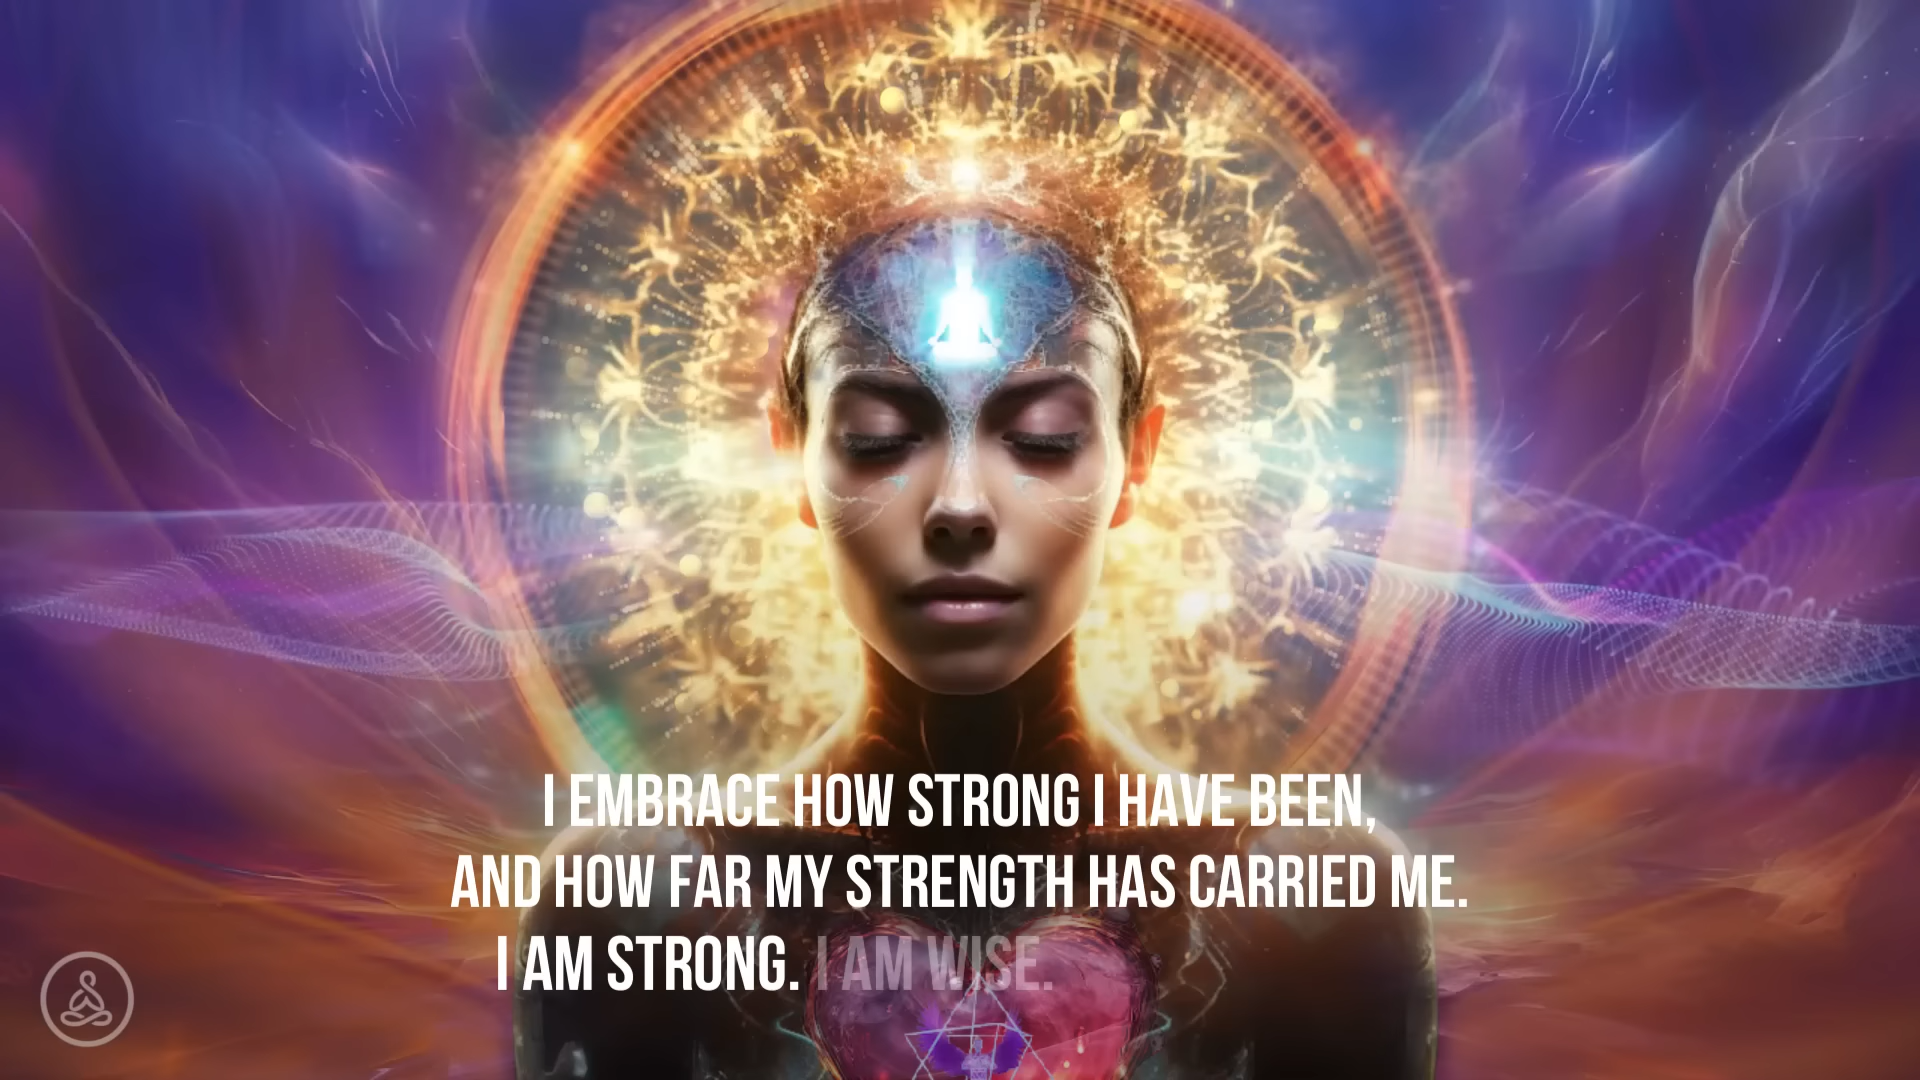 I EMBRACE HOW STRONG I HAVE BEEN,
AND HOW FAR MY STRENGTH HAS CARRIED ME.
I AM STRONG. I AM WISE.